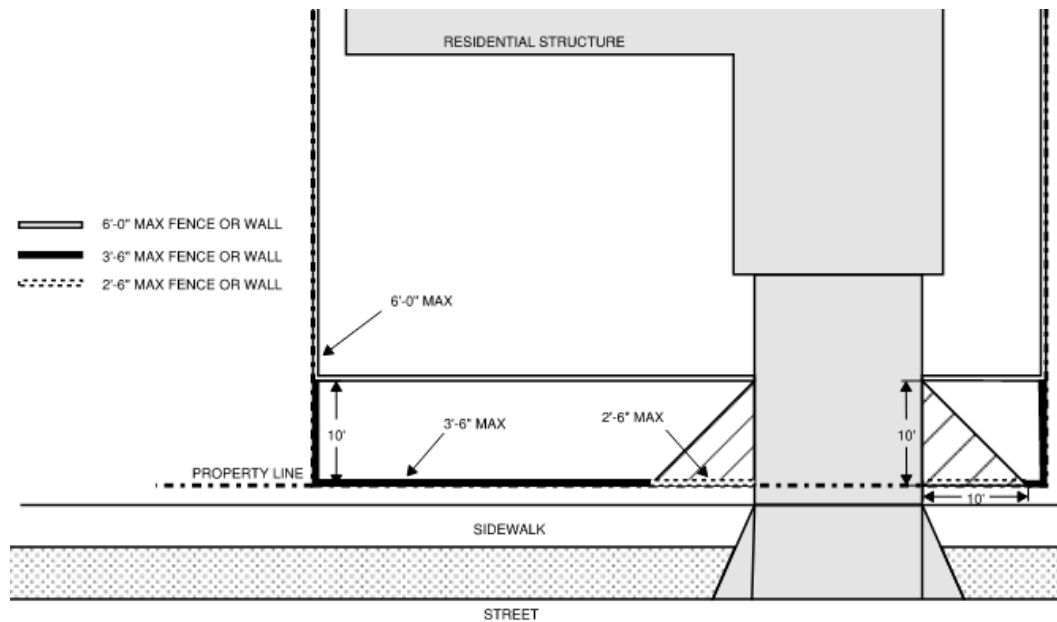 RESIDENTIAL STRUCTURE
6'-0" MAX FENCE OR WALL
3'-6" MAX FENCE OR WALL
2'-6" MAX FENCE OR WALL
6'-0" MAX
3'-6" MAX
2'-6" MAX
10'
10'
PROPERTY LINE
10'
SIDEWALK
STREET